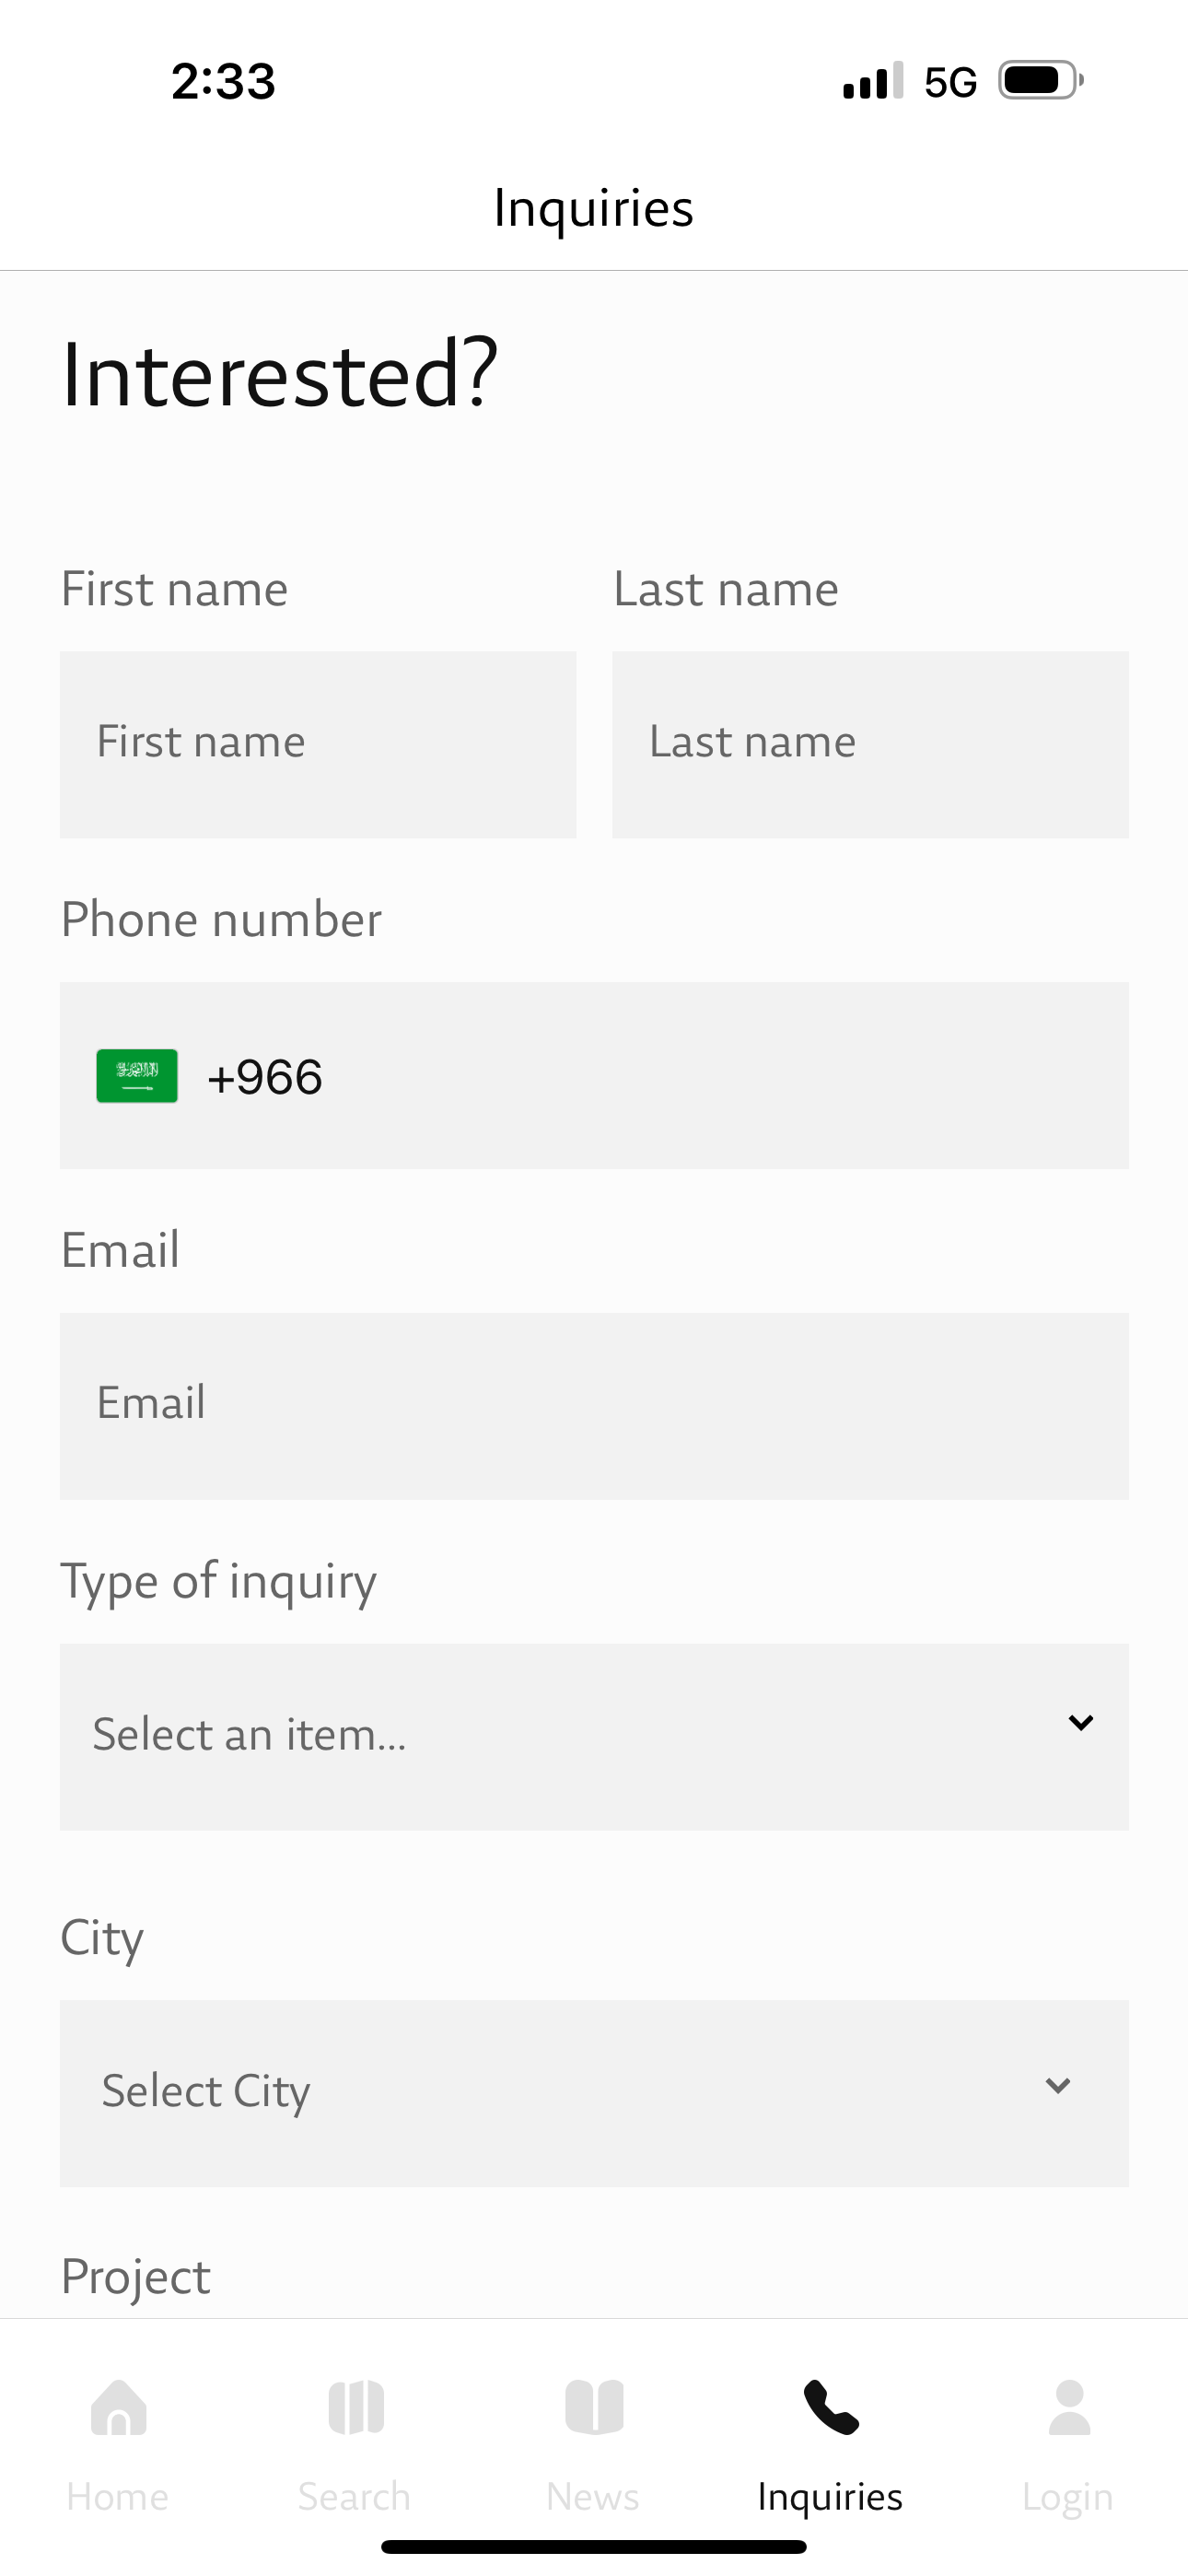 2:33 5G
Inquiries
Interested?
First name Last name
First name Last name
Phone number
+966
Email
Email
Type of inquiry
Select an item...
City
Select City
Project
Home Search News Inquiries Login